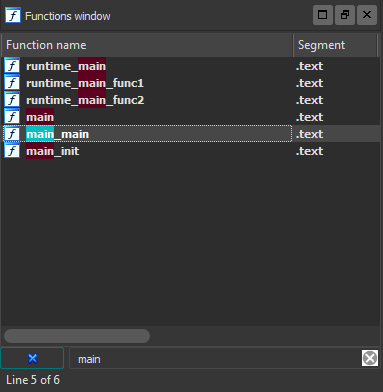 Functions window
Function name Segment
runtime_main .text
runtime_main_func1 .text
runtime_main_func2 .text
main .text
main_main .text
main_init .text
main
Line 5 of 6